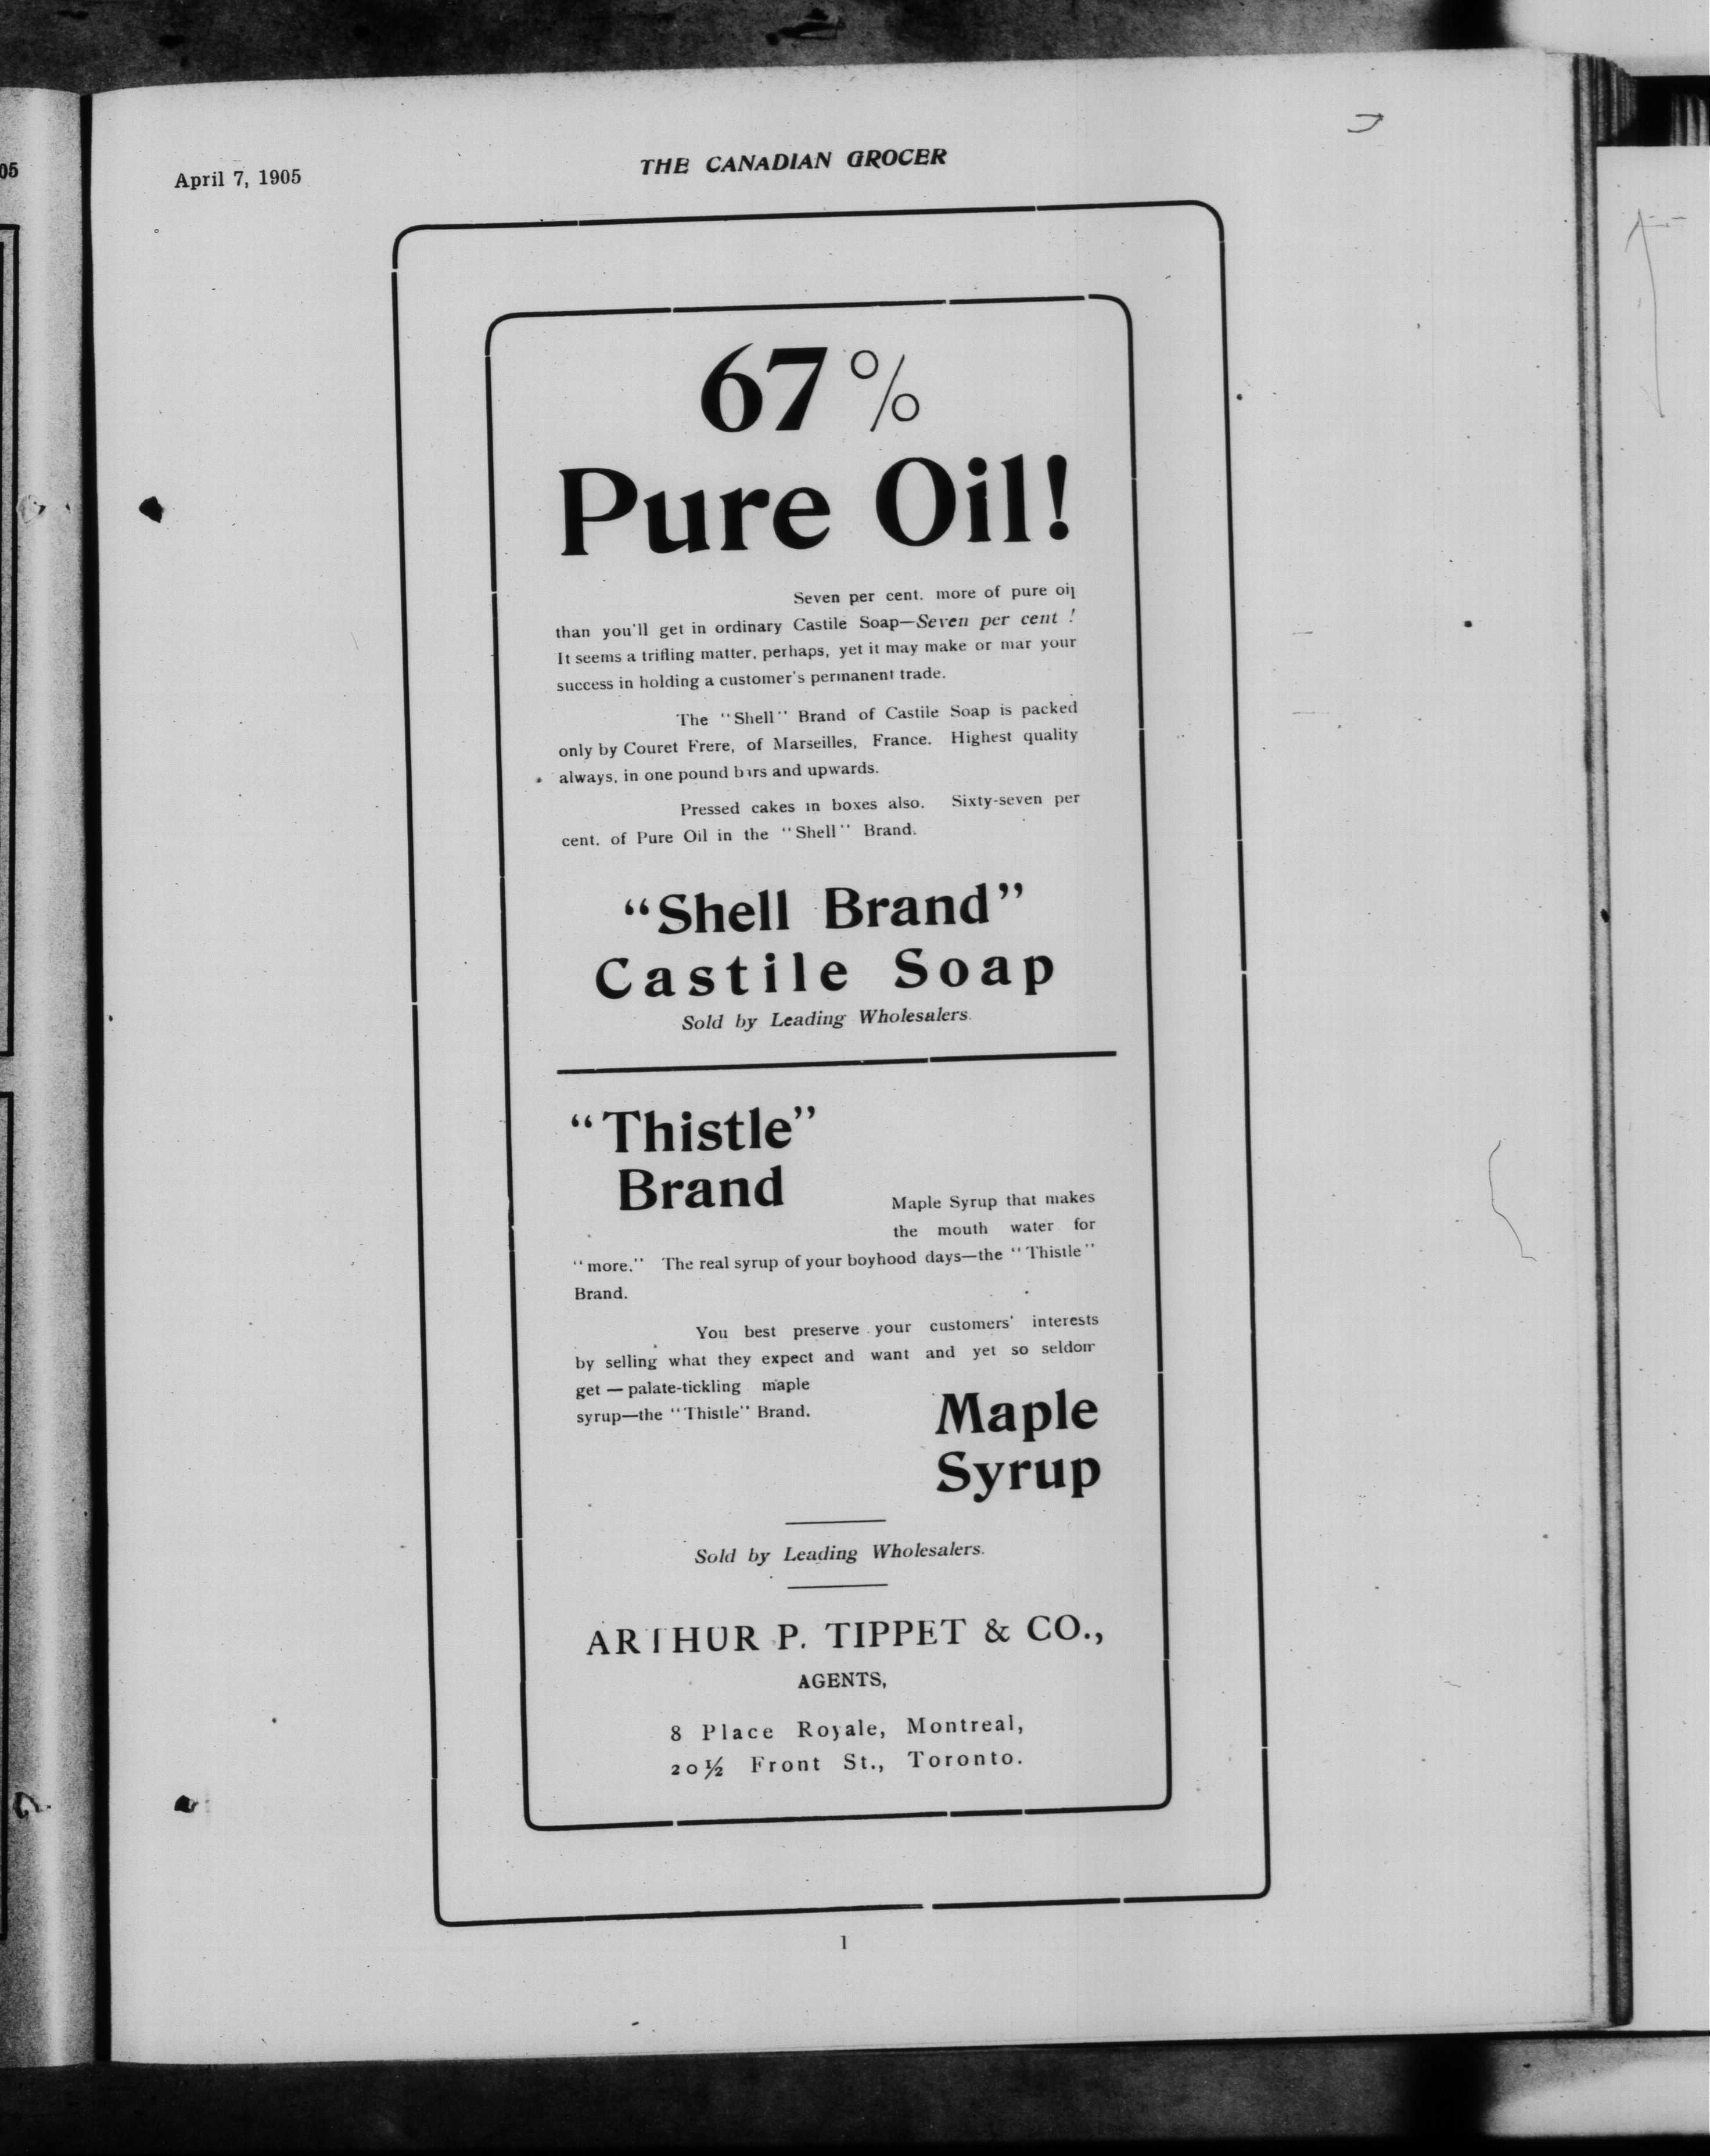 05
April 7, 1905
THE CANADIAN GROCER
67%
Pure Oil!
Seven per cent. more of pure oil
than you'll get in ordinary Castile Soap—Seven per cent !
It seems a trifling matter, perhaps, yet it may make or mar your
success in holding a customer's permanent trade.
The "Shell" Brand of Castile Soap is packed
only by Couret Frere, of Marseilles, France. Highest quality
always, in one pound bars and upwards.
Pressed cakes in boxes also. Sixty-seven per
cent. of Pure Oil in the "Shell" Brand.
"Shell Brand"
Castile Soap
Sold by Leading Wholesalers.
"Thistle"
Brand
Maple Syrup that makes
the mouth water for
"more." The real syrup of your boyhood days—the "Thistle"
Brand.
You best preserve your customers' interests
by selling what they expect and want and yet so seldom
get — palate-tickling maple
syrup—the "Thistle" Brand.
Maple
Syrup
Sold by Leading Wholesalers.
ARTHUR P. TIPPET & CO.,
AGENTS,
8 Place Royale, Montreal,
20½ Front St., Toronto.
1